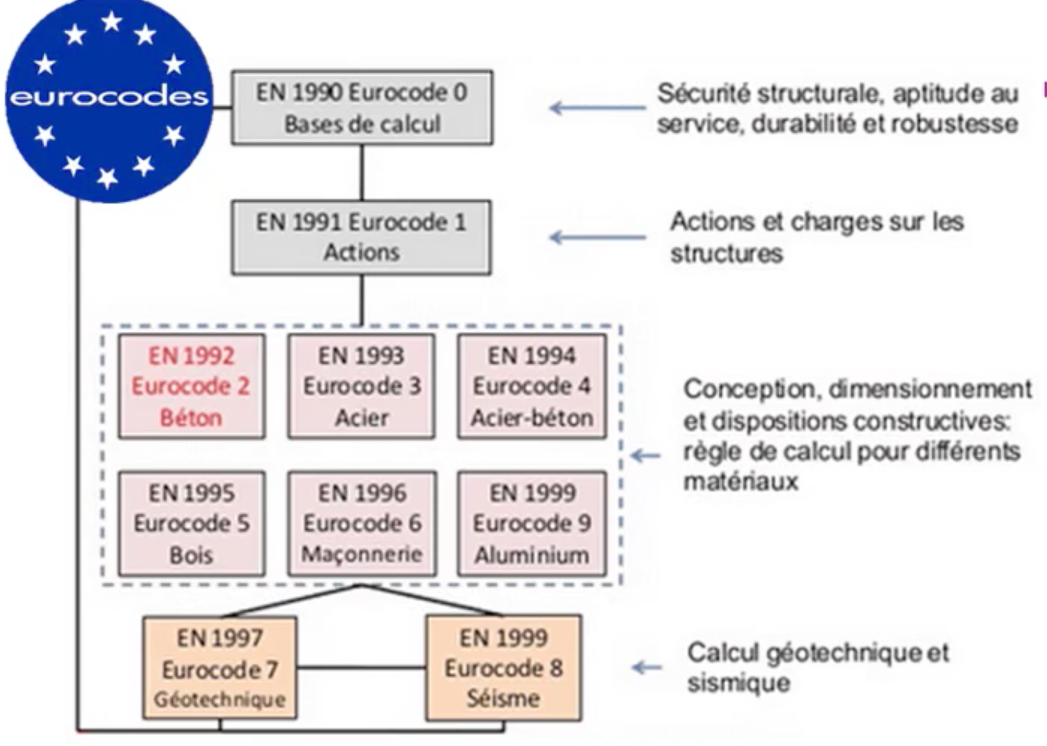 eurocodes
EN 1990 Eurocode 0
Bases de calcul
Sécurité structurale, aptitude au
service, durabilité et robustesse
EN 1991 Eurocode 1
Actions
Actions et charges sur les
structures
EN 1992
Eurocode 2
Béton
EN 1993
Eurocode 3
Acier
EN 1994
Eurocode 4
Acier-béton
EN 1995
Eurocode 5
Bois
EN 1996
Eurocode 6
Maçonnerie
EN 1999
Eurocode 9
Aluminium
Conception, dimensionnement
et dispositions constructives:
règle de calcul pour différents
matériaux
EN 1997
Eurocode 7
Géotechnique
EN 1999
Eurocode 8
Séisme
Calcul géotechnique et
sismique